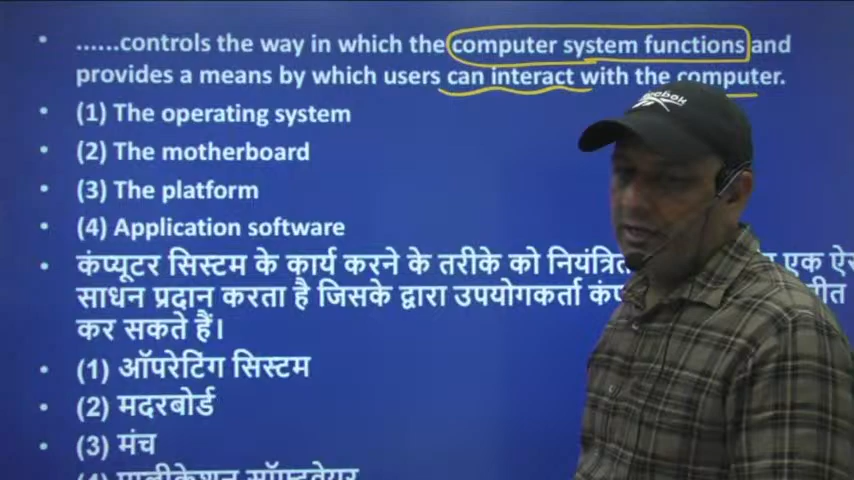 ......controls the way in which the computer system functions and
provides a means by which users can interact with the computer.
(1) The operating system
(2) The motherboard
(3) The platform
(4) Application software
कंप्यूटर सिस्टम के कार्य करने के तरीके को नियंत्रित एक
साधन प्रदान करता है जिसके द्वारा उपयोगकर्ता
कर सकते हैं।
(1) ऑपरेटिंग सिस्टम
(2) मदरबोर्ड
(3) मंच
Reebok